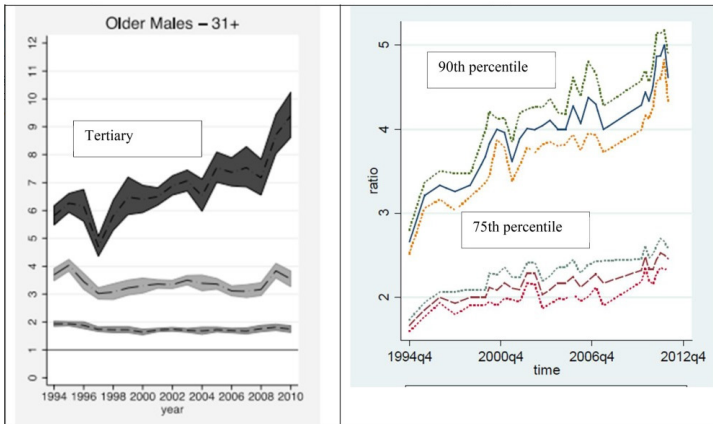 Older Males – 31+
12
11
10
9
8
7
6
5
4
3
2
1
0
Tertiary
1994 1996 1998 2000 2002 2004 2006 2008 2010
year
5
4
3
2
ratio
90th percentile
75th percentile
1994q4 2000q4 2006q4 2012q4
time